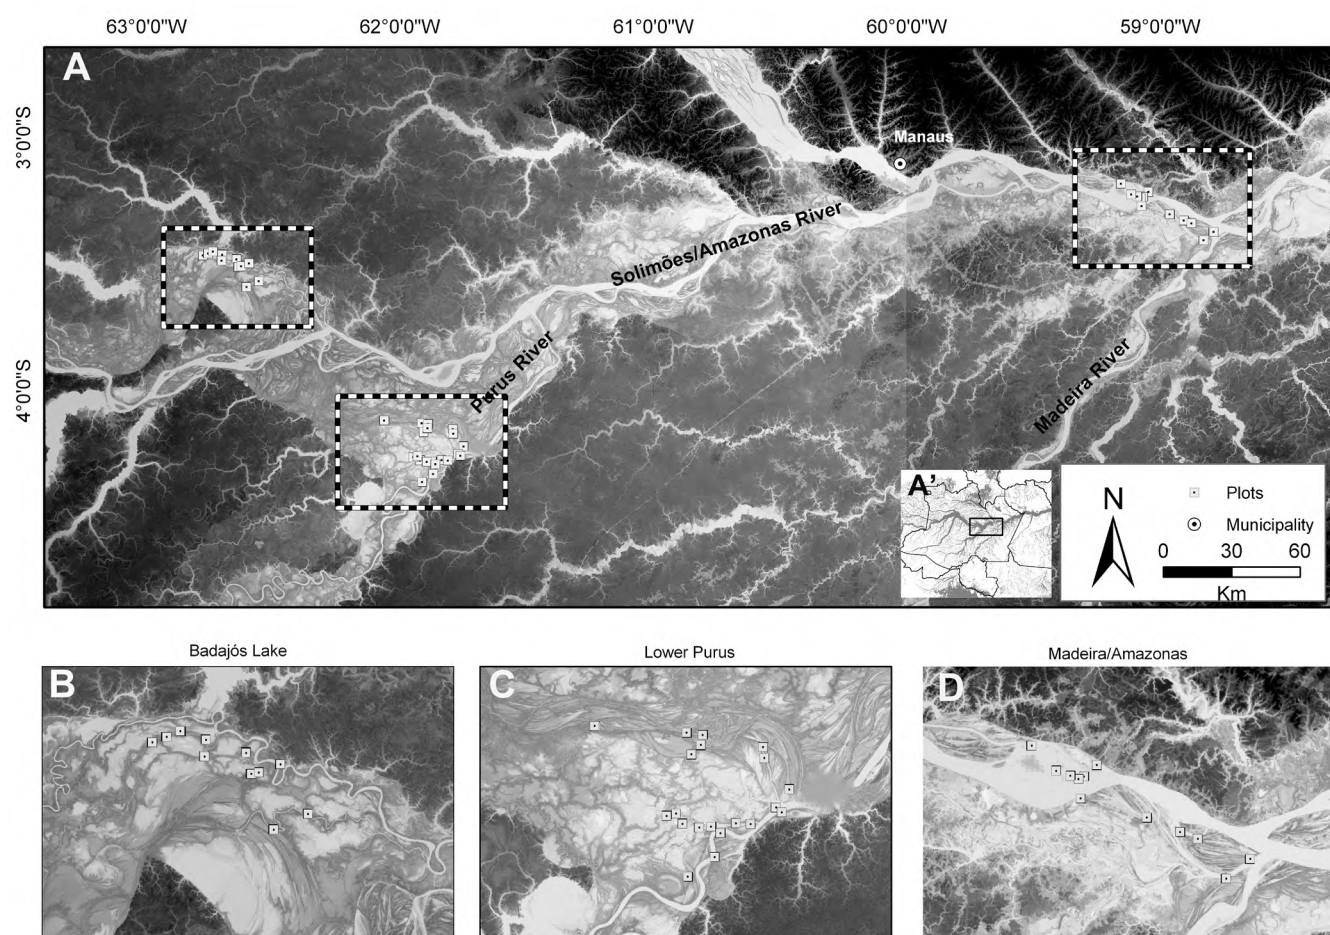 63°0'0"W 62°0'0"W 61°0'0"W 60°0'0"W 59°0'0"W
A
3°0'0"S
Manaus
Solimões/Amazonas River
Purus River
Madeira River
4°0'0"S
A'
N
Plots
Municipality
0 30 60
Km
Badajós Lake
Lower Purus
Madeira/Amazonas
B
C
D